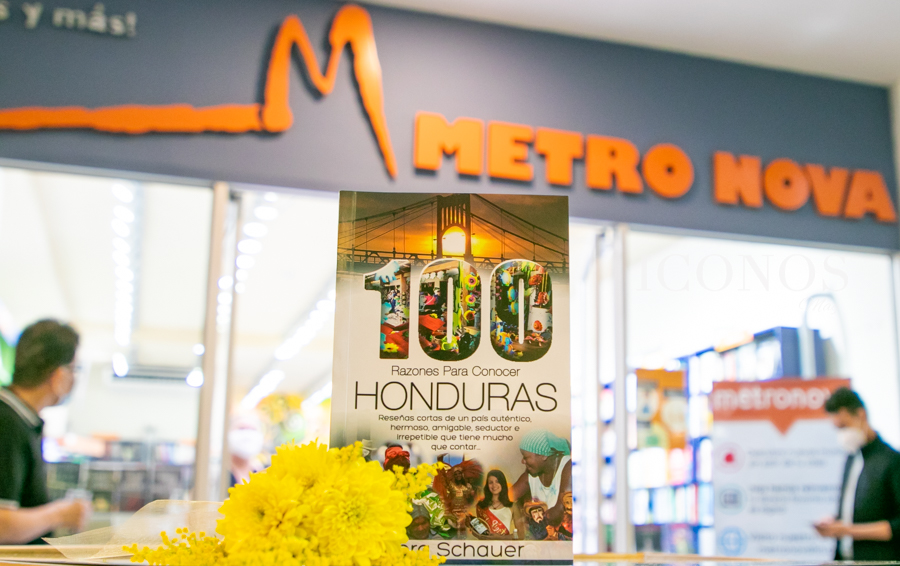 y más!
METRO NOVA
ICONOS
100
Razones Para Conocer
HONDURAS
Reseñas cortas de un país auténtico,
hermoso, amigable, seductor e
irrepetible que tiene mucho
que contar...
metronova
Schauer